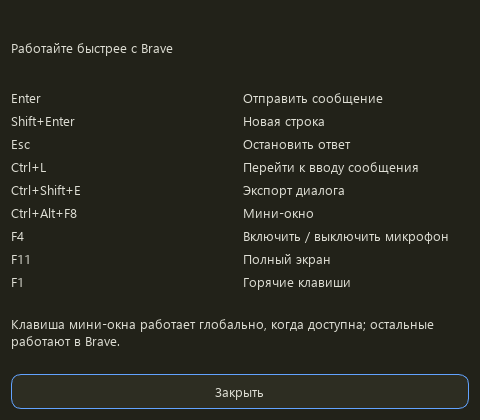 Работайте быстрее с Brave
Enter Отправить сообщение
Shift+Enter Новая строка
Esc Остановить ответ
Ctrl+L Перейти к вводу сообщения
Ctrl+Shift+E Экспорт диалога
Ctrl+Alt+F8 Мини-окно
F4 Включить / выключить микрофон
F11 Полный экран
F1 Горячие клавиши
Клавиша мини-окна работает глобально, когда доступна; остальные
работают в Brave.
Закрыть